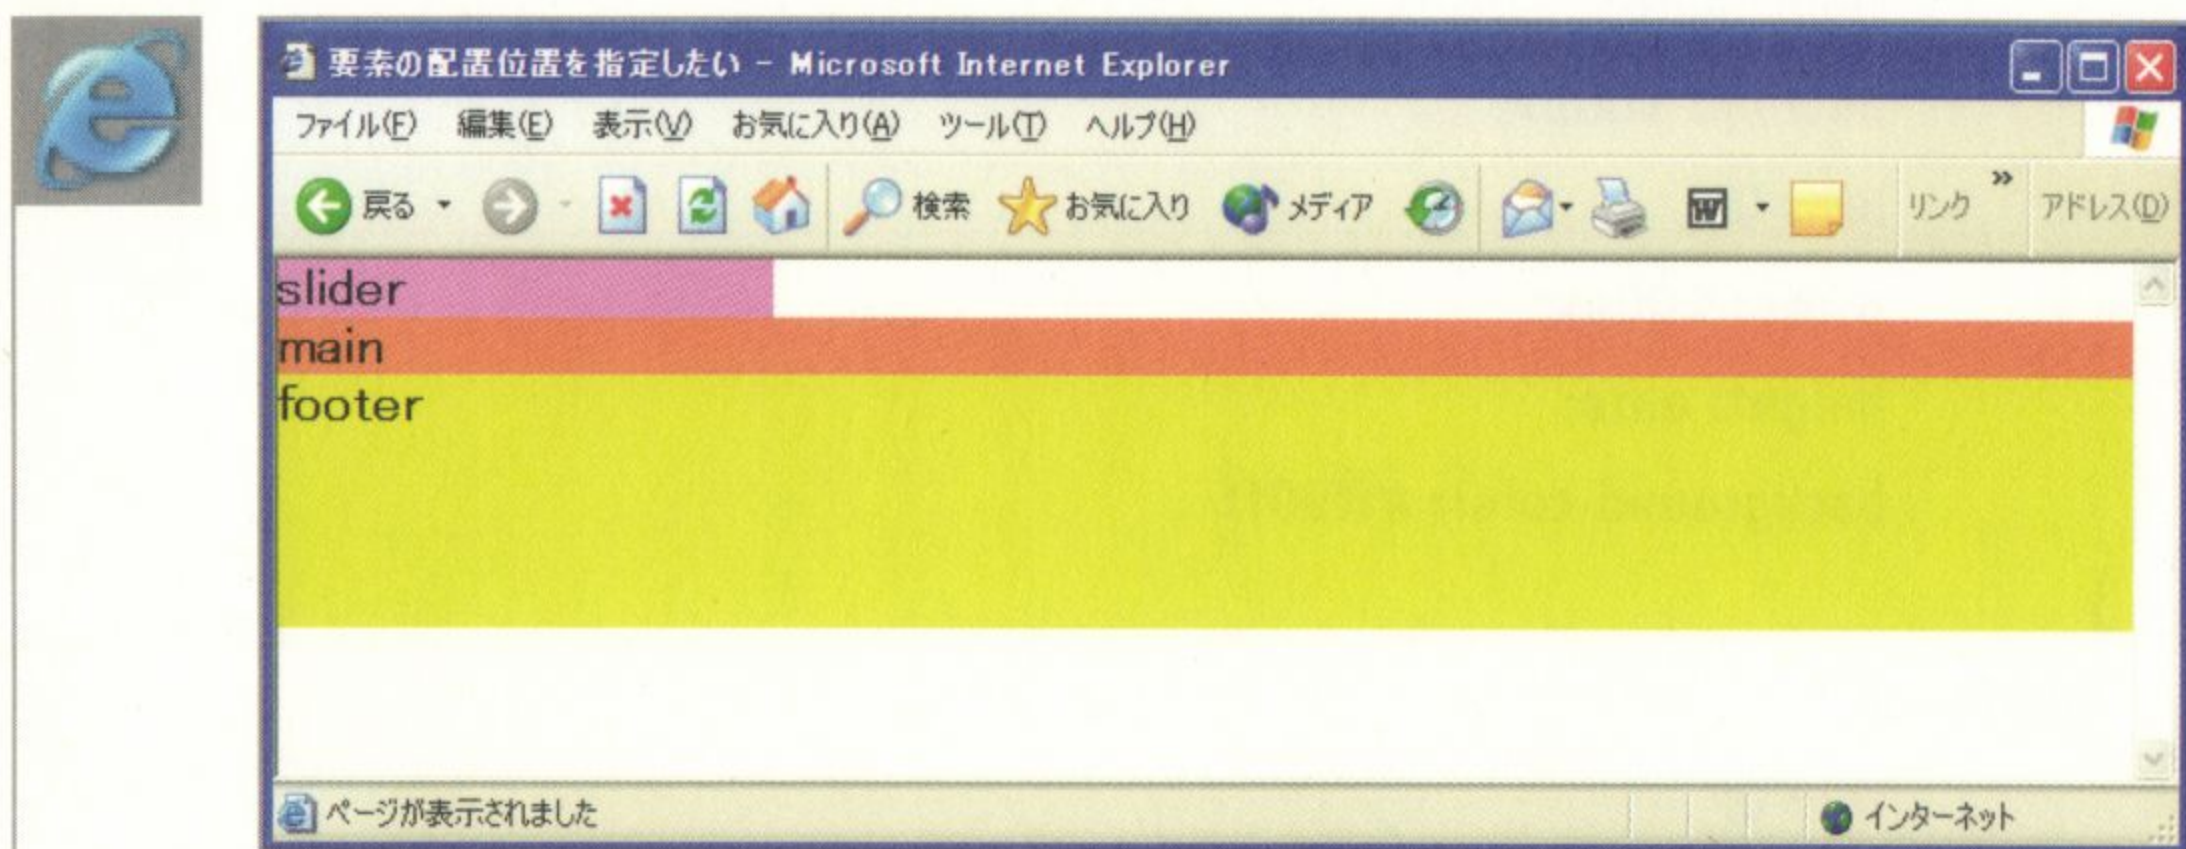 要素の配置位置を指定したい - Microsoft Internet Explorer
ファイル(F) 編集(E) 表示(V) お気に入り(A) ツール(T) ヘルプ(H)
戻る 検索 お気に入り メディア リンク » アドレス(D)
slider
main
footer
ページが表示されました インターネット